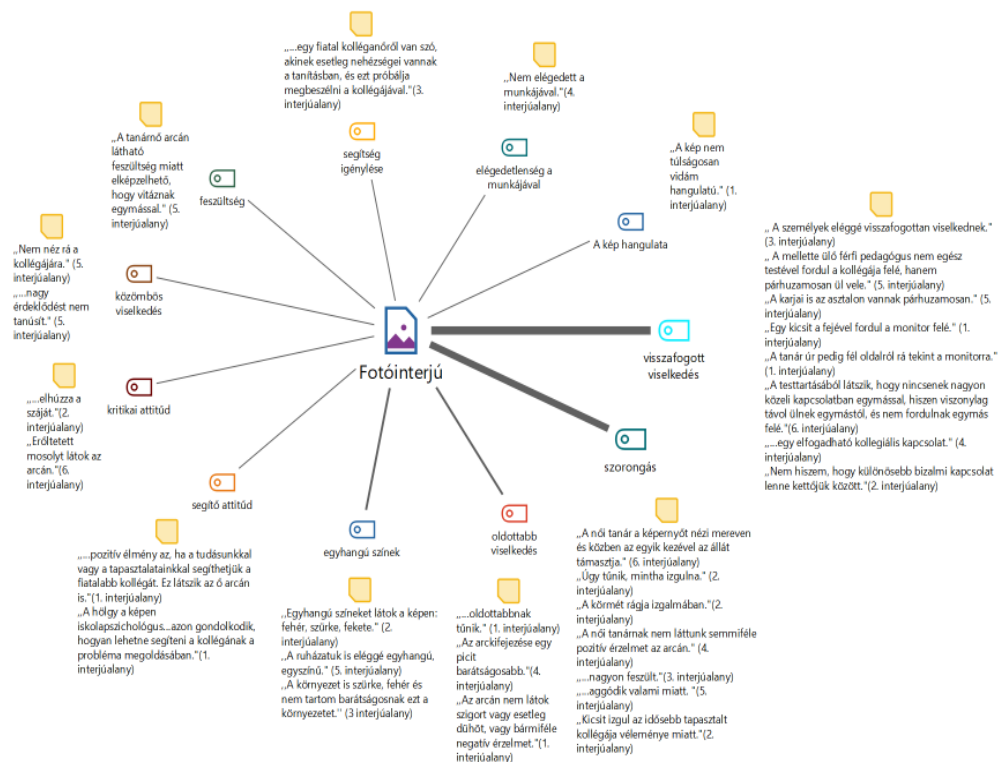 „...egy fiatal kolléganőről van szó,
akinek esetleg nehézségei vannak
a tanításban, és ezt próbálja
megbeszélni a kollégájával."(3.
interjúalany)
segítség
igénylése
„Nem elégedett a
munkájával."(4.
interjúalany)
elégedetlenség a
munkájával
„A kép nem
túlságosan
vidám
hangulatú." (1.
interjúalany)
A kép hangulata
„A tanárnő arcán
látható
feszültség miatt
elképzelhető,
hogy vitáznak
egymással." (5.
interjúalany)
feszültség
„Nem néz rá a
kollégájára." (5.
interjúalany)
„...nagy
érdeklődést nem
tanúsít." (5.
interjúalany)
közömbös
viselkedés
Fotóinterjú
visszafogott
viselkedés
„ A személyek eléggé visszafogottan viselkednek."
(3. interjúalany)
„ A mellette ülő férfi pedagógus nem egész
testével fordul a kollégája felé, hanem
párhuzamosan ül vele." (5. interjúalany)
„A karjai is az asztalon vannak párhuzamosan." (5.
interjúalany)
„Egy kicsit a fejével fordul a monitor felé." (1.
interjúalany)
„A tanár úr pedig fél oldalról rá tekint a monitorra."
(1. interjúalany)
„A testtartásából látszik, hogy nincsenek nagyon
közeli kapcsolatban egymással, hiszen viszonylag
távol ülnek egymástól, és nem fordulnak egymás
felé."(6. interjúalany)
„...egy elfogadható kollegiális kapcsolat." (4.
interjúalany)
„Nem hiszem, hogy különösebb bizalmi kapcsolat
lenne kettőjük között."(2. interjúalany)
„...elhúzza a
száját."(2.
interjúalany)
„Erőltetett
mosolyt látok az
arcán."(6.
interjúalany)
kritikai attitűd
szorongás
segítő attitűd
egyhangú színek
oldottabb
viselkedés
„...pozitív élmény az, ha a tudásunkkal
vagy a tapasztalatainkkal segíthetjük a
fiatalabb kollégát. Ez látszik az ő arcán
is."(1. interjúalany)
„A hölgy a képen
iskolapszichológus...azon gondolkodik,
hogyan lehetne segíteni a kollégának a
probléma megoldásában."(1.
interjúalany)
„Egyhangú színeket látok a képen:
fehér, szürke, fekete." (2.
interjúalany)
„A ruházatuk is eléggé egyhangú,
egyszínű." (5. interjúalany)
„A környezet is szürke, fehér és
nem tartom barátságosnak ezt a
környezetet.'' (3 interjúalany)
„...oldottabbnak
tűnik." (1. interjúalany)
„Az arckifejezése egy
picit
barátságosabb."(4.
interjúalany)
„Az arcán nem látok
szigort vagy esetleg
dühöt, vagy bármiféle
negatív érzelmet."(1.
interjúalany)
„A női tanár a képernyőt nézi mereven
és közben az egyik kezével az állát
támasztja." (6. interjúalany)
„Úgy tűnik, mintha izgulna." (2.
interjúalany)
„A körmét rágja izgalmában."(2.
interjúalany)
„A női tanárnak nem láttunk semmiféle
pozitív érzelmet az arcán." (4.
interjúalany)
„...nagyon feszült."(3. interjúalany)
„...aggódik valami miatt. "(5.
interjúalany)
„Kicsit izgul az idősebb tapasztalt
kollégája véleménye miatt."(2.
interjúalany)